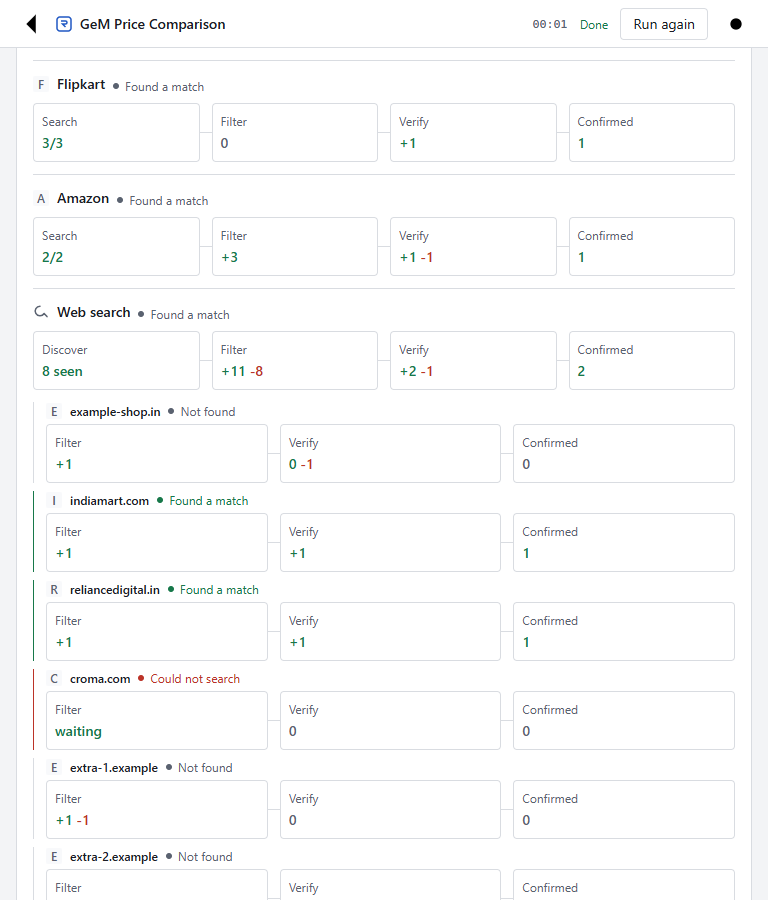 GeM Price Comparison 00:01 Done Run again
F Flipkart Found a match
Search Filter Verify Confirmed
3/3 0 +1 1
A Amazon Found a match
Search Filter Verify Confirmed
2/2 +3 +1 -1 1
Web search Found a match
Discover Filter Verify Confirmed
8 seen +11 -8 +2 -1 2
E example-shop.in Not found
Filter Verify Confirmed
+1 0 -1 0
I indiamart.com Found a match
Filter Verify Confirmed
+1 +1 1
R reliancedigital.in Found a match
Filter Verify Confirmed
+1 +1 1
C croma.com Could not search
Filter Verify Confirmed
waiting 0 0
E extra-1.example Not found
Filter Verify Confirmed
+1 -1 0 0
E extra-2.example Not found
Filter Verify Confirmed